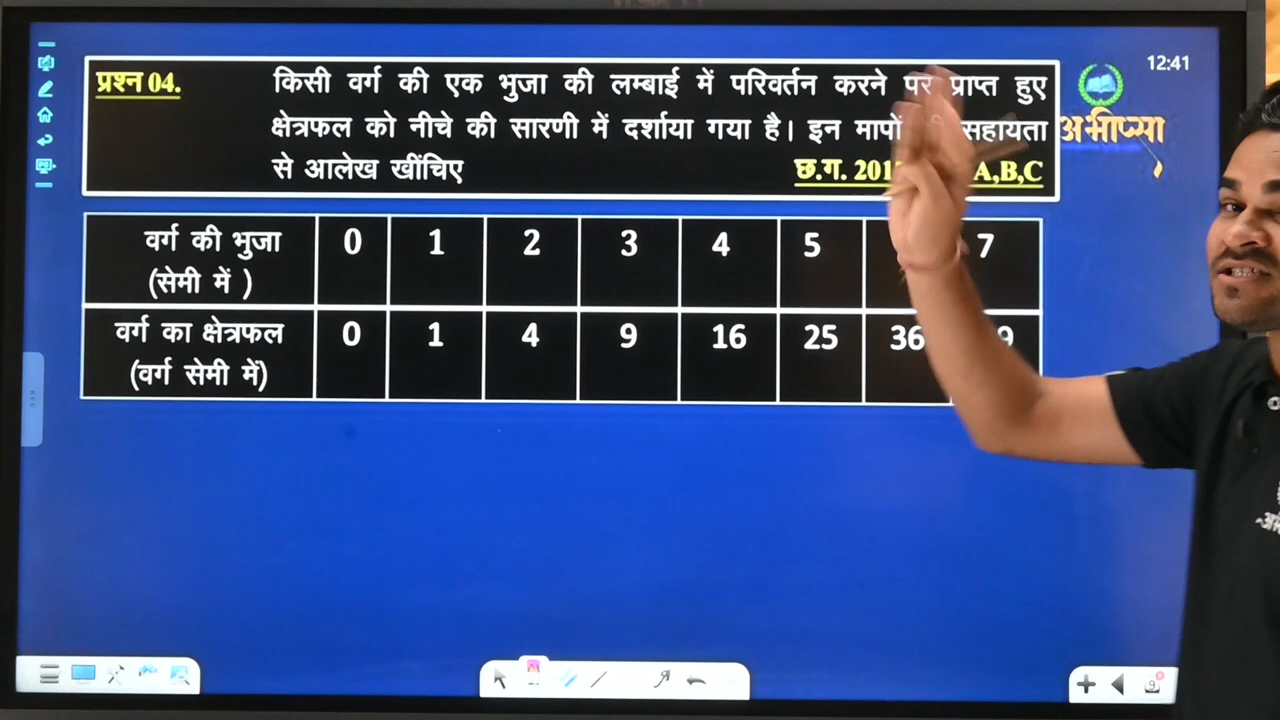 12:41
प्रश्न 04. किसी वर्ग की एक भुजा की लम्बाई में परिवर्तन करने पर प्राप्त हुए
क्षेत्रफल को नीचे की सारणी में दर्शाया गया है। इन मापों सहायता
से आलेख खींचिए छ.ग. A,B,C
अभीप्सा
वर्ग की भुजा 0 1 2 3 4 5 7
(सेमी में )
वर्ग का क्षेत्रफल 0 1 4 9 16 25 36
(वर्ग सेमी में)